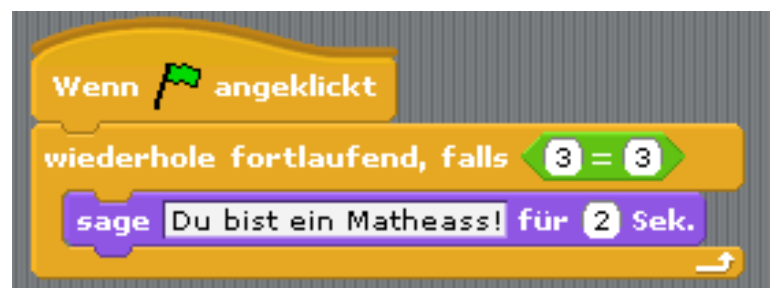 Wenn angeklickt
wiederhole fortlaufend, falls 3 = 3
sage Du bist ein Matheass! für 2 Sek.